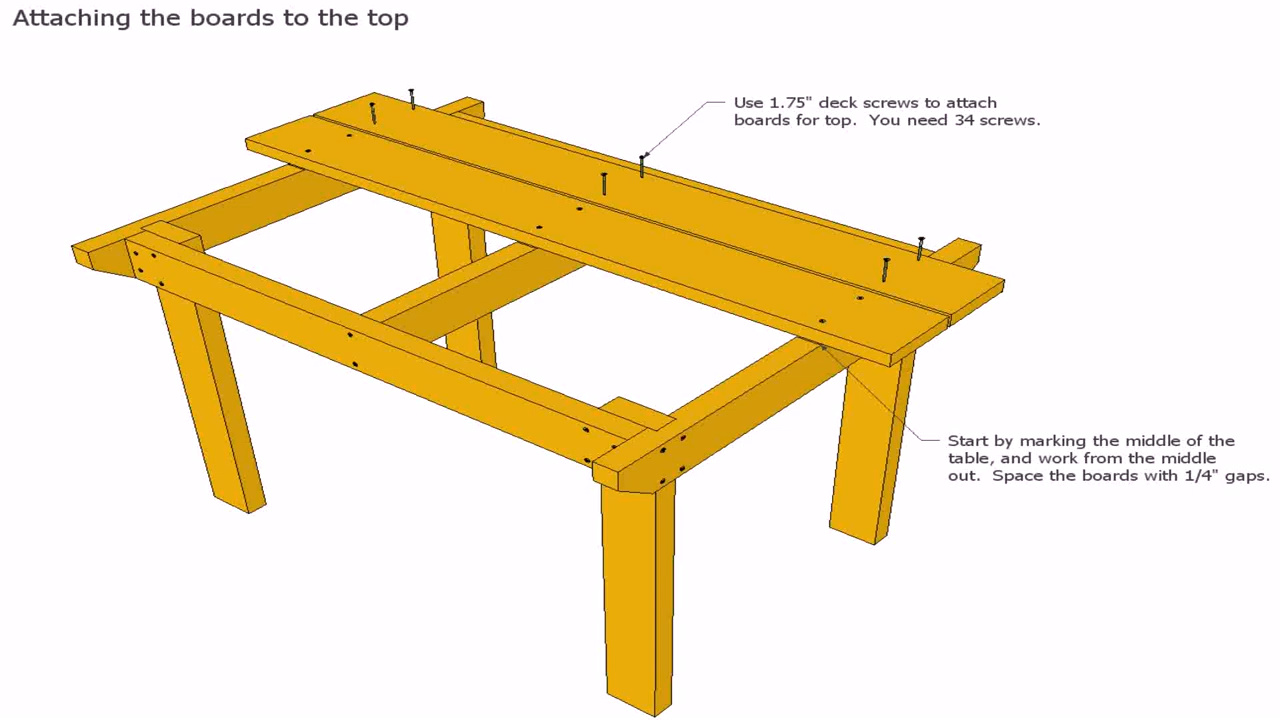 Attaching the boards to the top
Use 1.75" deck screws to attach
boards for top.  You need 34 screws.
Start by marking the middle of the
table, and work from the middle
out.  Space the boards with 1/4" gaps.